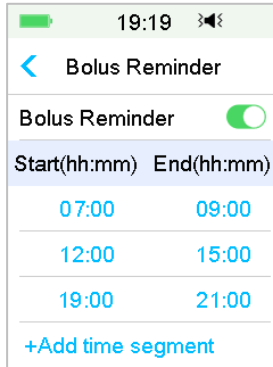 19:19
Bolus Reminder
Bolus Reminder
Start(hh:mm) End(hh:mm)
07:00 09:00
12:00 15:00
19:00 21:00
+Add time segment